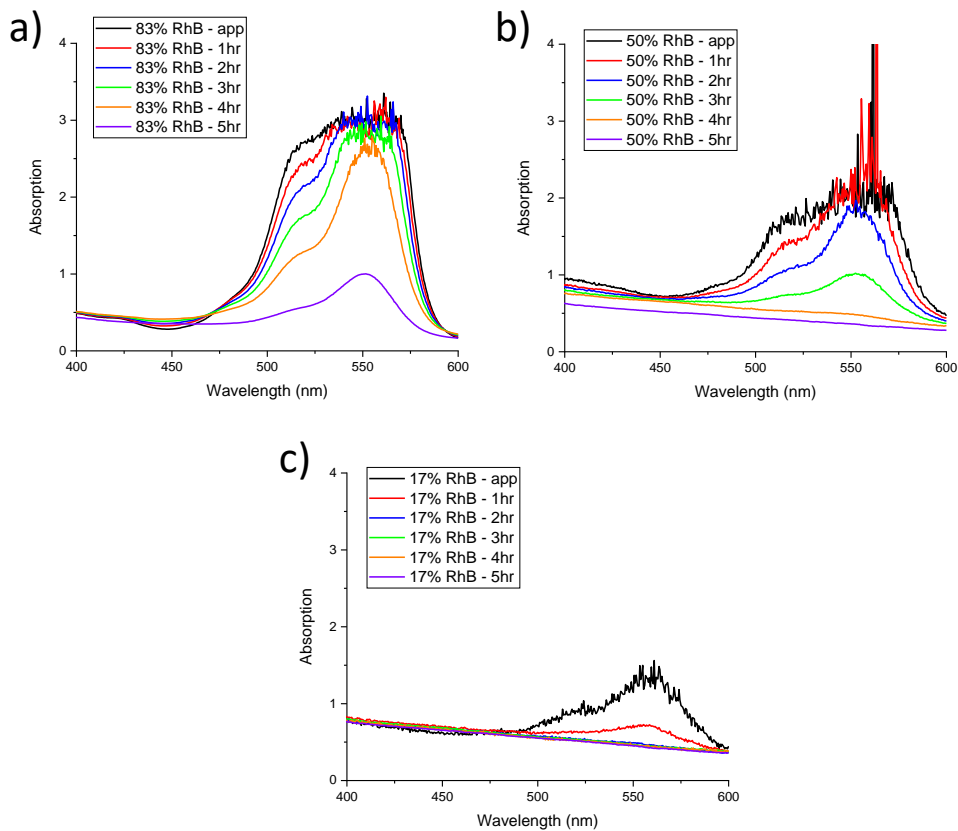 a)
83% RhB - app
83% RhB - 1hr
83% RhB - 2hr
83% RhB - 3hr
83% RhB - 4hr
83% RhB - 5hr
4
3
2
1
0
Absorption
400
450
500
550
600
Wavelength (nm)
b)
50% RhB - app
50% RhB - 1hr
50% RhB - 2hr
50% RhB - 3hr
50% RhB - 4hr
50% RhB - 5hr
4
3
2
1
0
Absorption
400
450
500
550
600
Wavelength (nm)
c)
17% RhB - app
17% RhB - 1hr
17% RhB - 2hr
17% RhB - 3hr
17% RhB - 4hr
17% RhB - 5hr
4
3
2
1
0
Absorption
400
450
500
550
600
Wavelength (nm)